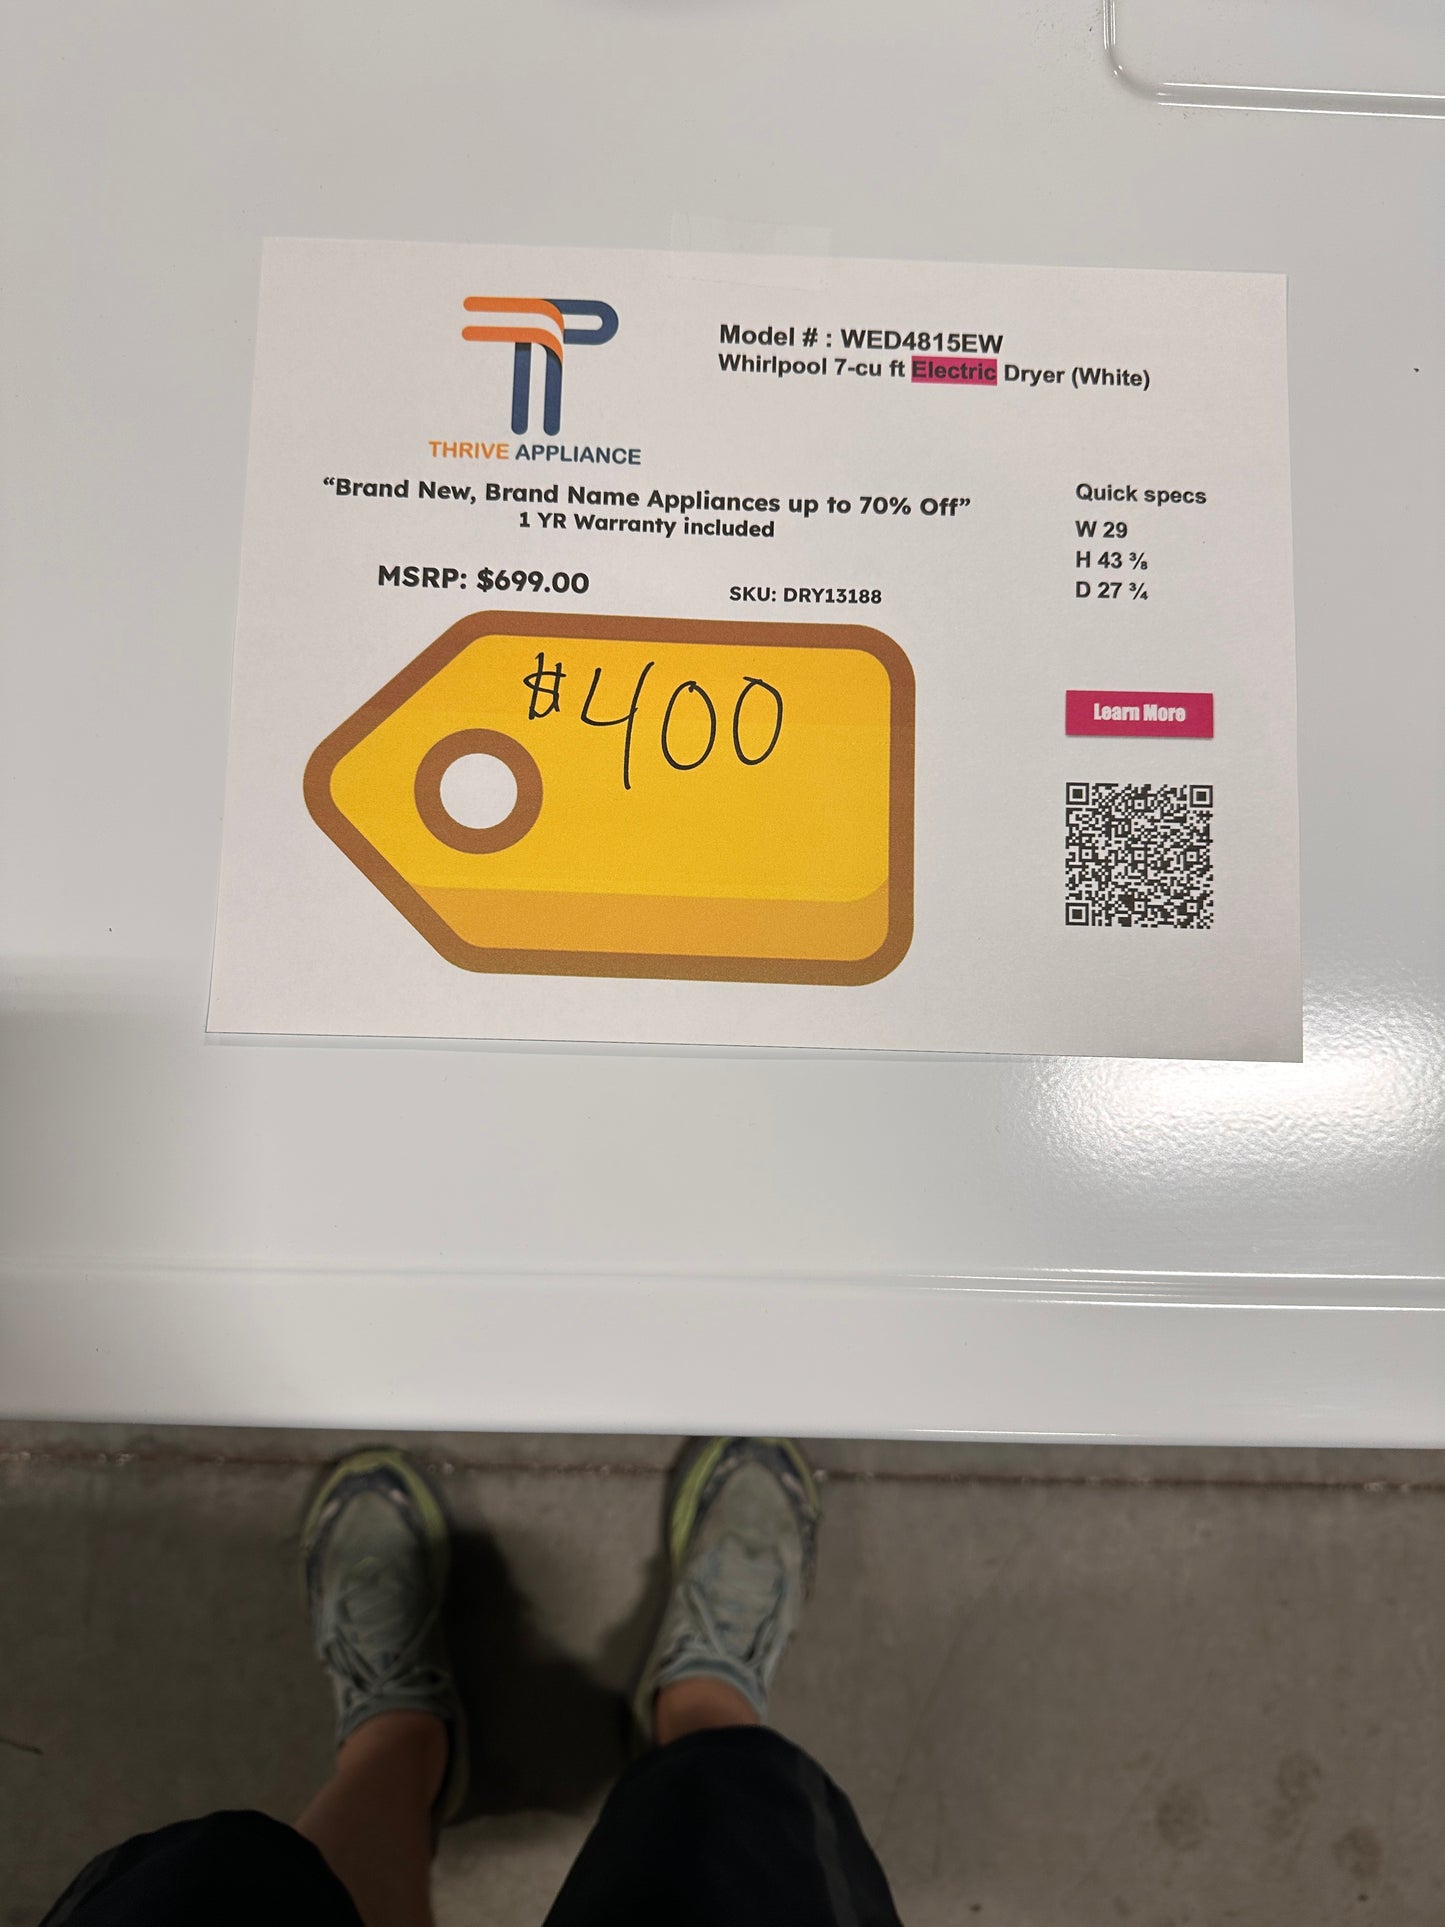 THRIVE APPLIANCE
Model # : WED4815EW
Whirlpool 7-cu ft Electric Dryer (White)
“Brand New, Brand Name Appliances up to 70% Off”
1 YR Warranty included
MSRP: $699.00
SKU: DRY13188
$400
Quick specs
W 29
H 43 ⅜
D 27 ¾
Learn More